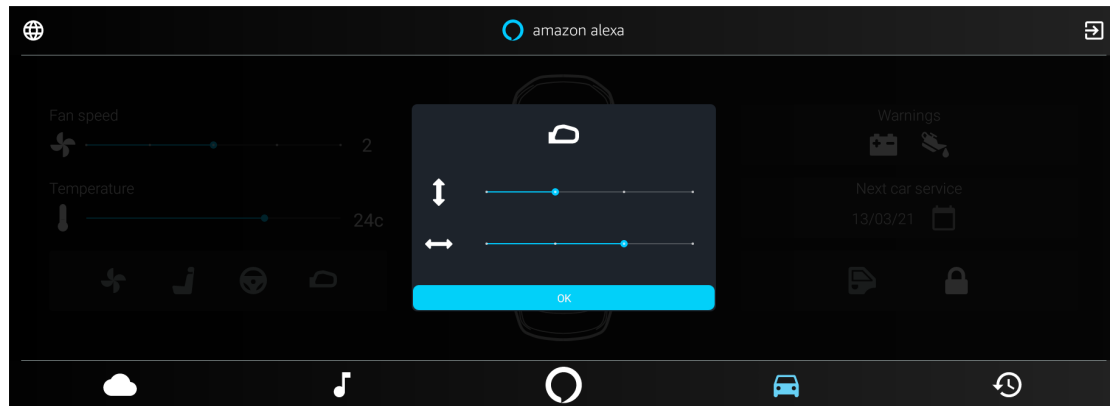 amazon alexa
Fan speed
2
Temperature
24c
OK
Warnings
Next car service
13/03/21